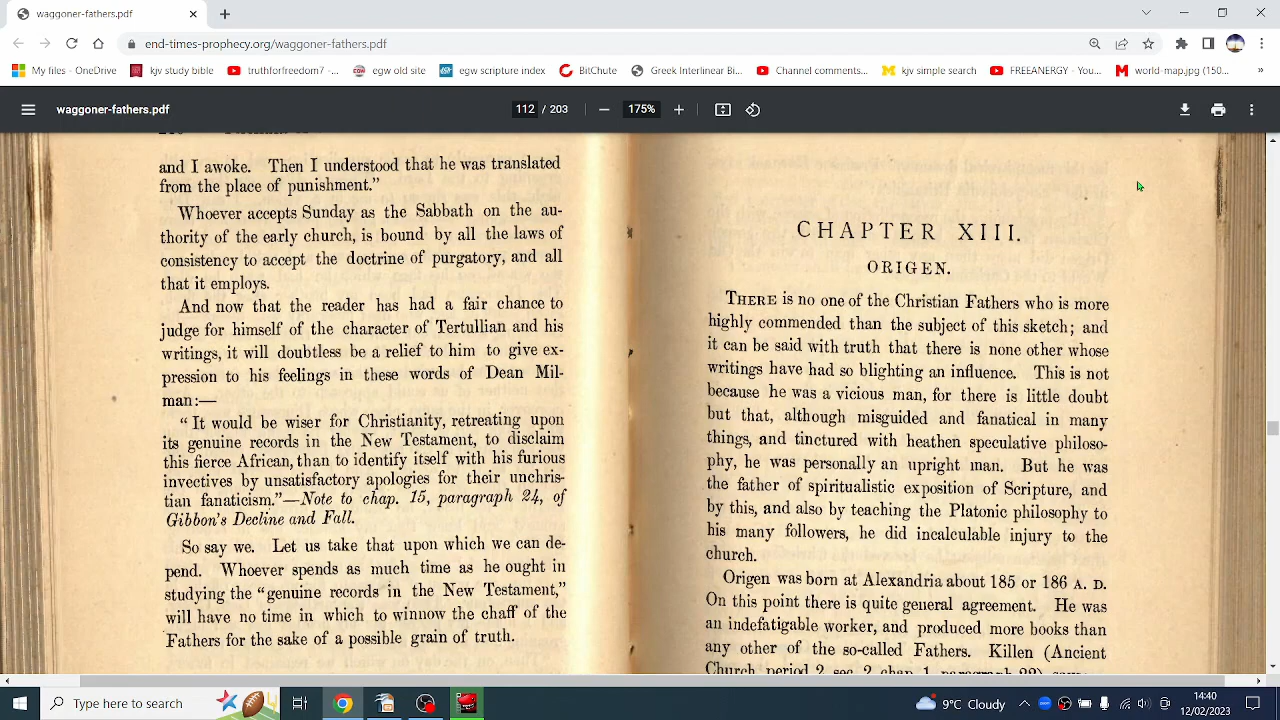 waggoner-fathers.pdf
end-times-prophecy.org/waggoner-fathers.pdf
My files - OneDrive
kjv study bible
truthforfreedom7 - ...
egw old site
egw scripture index
BitChute
Greek Interlinear Bi...
Channel comments...
kjv simple search
FREEANERGY - You...
world-map.jpg (150...
waggoner-fathers.pdf
112 / 203
175%
and I awoke. Then I understood that he was translated
from the place of punishment."
Whoever accepts Sunday as the Sabbath on the au-
thority of the early church, is bound by all the laws of
consistency to accept the doctrine of purgatory, and all
that it employs.
And now that the reader has had a fair chance to
judge for himself of the character of Tertullian and his
writings, it will doubtless be a relief to him to give ex-
pression to his feelings in these words of Dean Mil-
man:—
"It would be wiser for Christianity, retreating upon
its genuine records in the New Testament, to disclaim
this fierce African, than to identify itself with his furious
invectives by unsatisfactory apologies for their unchris-
tian fanaticism."—Note to chap. 15, paragraph 24, of
Gibbon's Decline and Fall.
So say we. Let us take that upon which we can de-
pend. Whoever spends as much time as he ought in
studying the "genuine records in the New Testament,"
will have no time in which to winnow the chaff of the
Fathers for the sake of a possible grain of truth.
CHAPTER XIII.
ORIGEN.
THERE is no one of the Christian Fathers who is more
highly commended than the subject of this sketch; and
it can be said with truth that there is none other whose
writings have had so blighting an influence. This is not
because he was a vicious man, for there is little doubt
but that, although misguided and fanatical in many
things, and tinctured with heathen speculative philoso-
phy, he was personally an upright man. But he was
the father of spiritualistic exposition of Scripture, and
by this, and also by teaching the Platonic philosophy to
his many followers, he did incalculable injury to the
church.
Origen was born at Alexandria about 185 or 186 A. D.
On this point there is quite general agreement. He was
an indefatigable worker, and produced more books than
any other of the so-called Fathers. Killen (Ancient
Church, period 2, sec. 2, chap. 1, paragraph 22) says
Type here to search
9°C Cloudy
14:40
12/02/2023